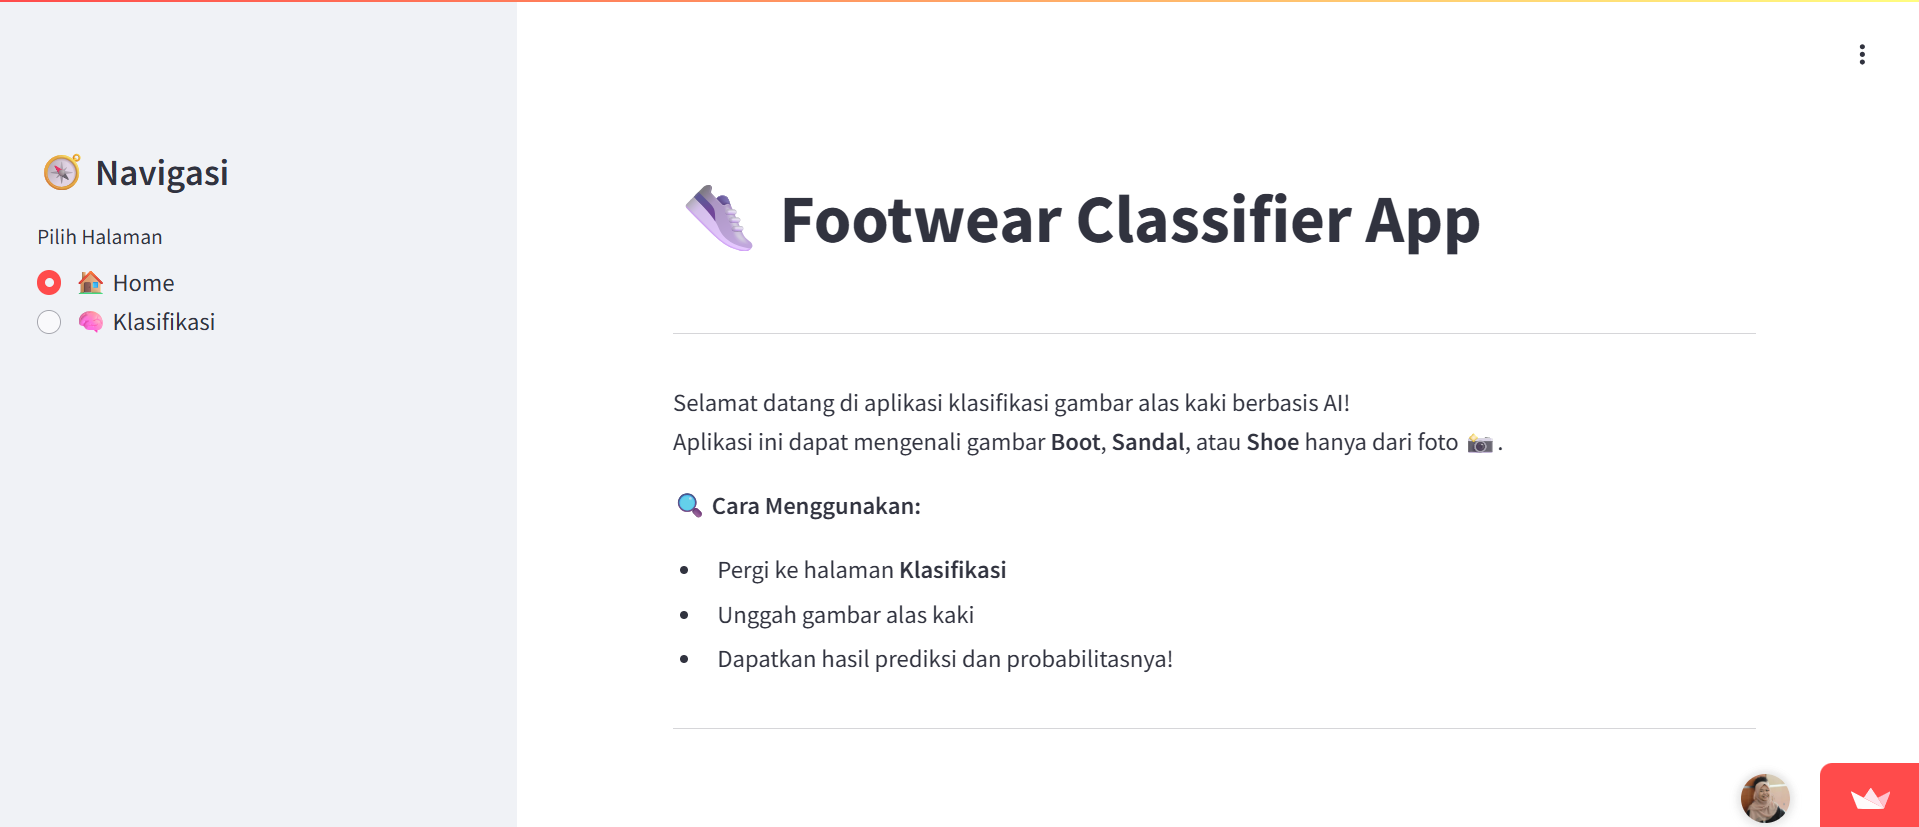 Navigasi
Pilih Halaman
Home
Klasifikasi
Footwear Classifier App
Selamat datang di aplikasi klasifikasi gambar alas kaki berbasis AI!
Aplikasi ini dapat mengenali gambar Boot, Sandal, atau Shoe hanya dari foto 📸.
🔍 Cara Menggunakan:
• Pergi ke halaman Klasifikasi
• Unggah gambar alas kaki
• Dapatkan hasil prediksi dan probabilitasnya!